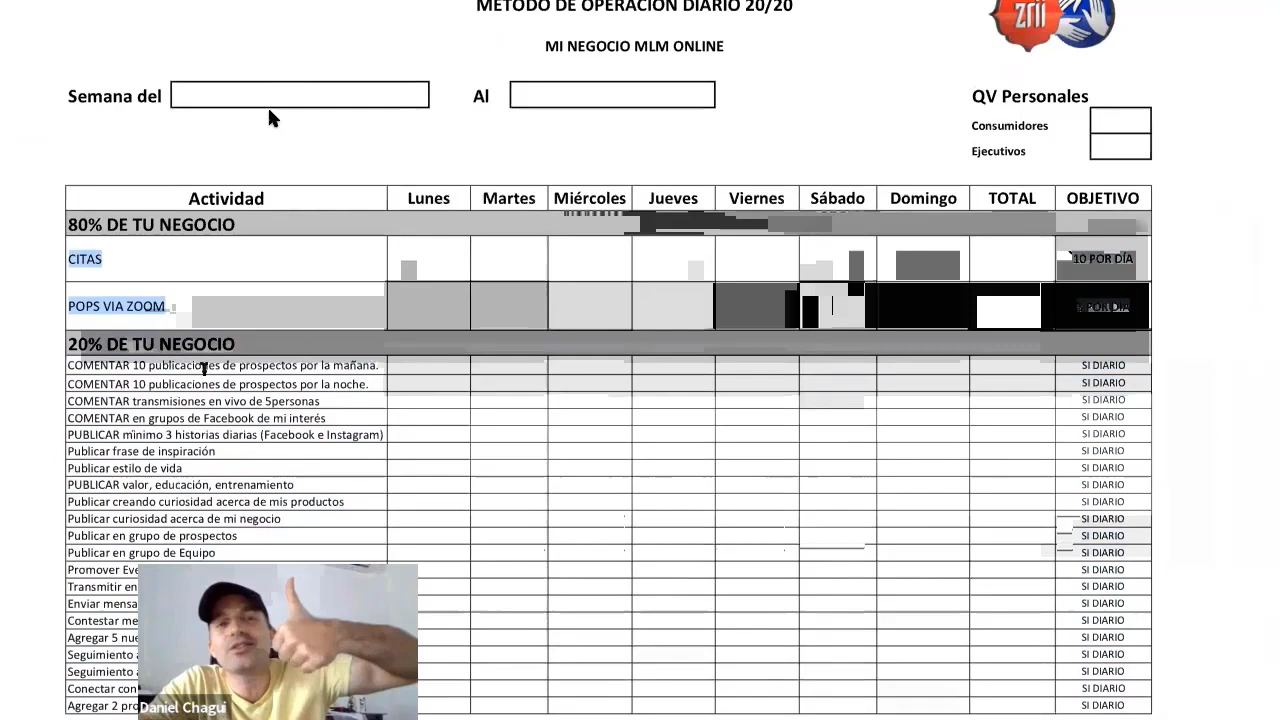 METODO DE OPERACIÓN DIARIO 20/20
zrii
MI NEGOCIO MLM ONLINE
Semana del
Al
QV Personales
Consumidores
Ejecutivos
Actividad Lunes Martes Miércoles Jueves Viernes Sábado Domingo TOTAL OBJETIVO
80% DE TU NEGOCIO
CITAS 10 POR DÍA
POPS VIA ZOOM POR DIA
20% DE TU NEGOCIO
COMENTAR 10 publicaciones de prospectos por la mañana. SI DIARIO
COMENTAR 10 publicaciones de prospectos por la noche. SI DIARIO
COMENTAR transmisiones en vivo de 5personas SI DIARIO
COMENTAR en grupos de Facebook de mi interés SI DIARIO
PUBLICAR mínimo 3 historias diarias (Facebook e Instagram) SI DIARIO
Publicar frase de inspiración SI DIARIO
Publicar estilo de vida SI DIARIO
PUBLICAR valor, educación, entrenamiento SI DIARIO
Publicar creando curiosidad acerca de mis productos SI DIARIO
Publicar curiosidad acerca de mi negocio SI DIARIO
Publicar en grupo de prospectos SI DIARIO
Publicar en grupo de Equipo SI DIARIO
Promover Eve SI DIARIO
Transmitir en SI DIARIO
Enviar mensa SI DIARIO
Contestar me SI DIARIO
Agregar 5 nue SI DIARIO
Seguimiento a SI DIARIO
Seguimiento a SI DIARIO
Conectar con SI DIARIO
Agregar 2 pro SI DIARIO
Daniel Chagui